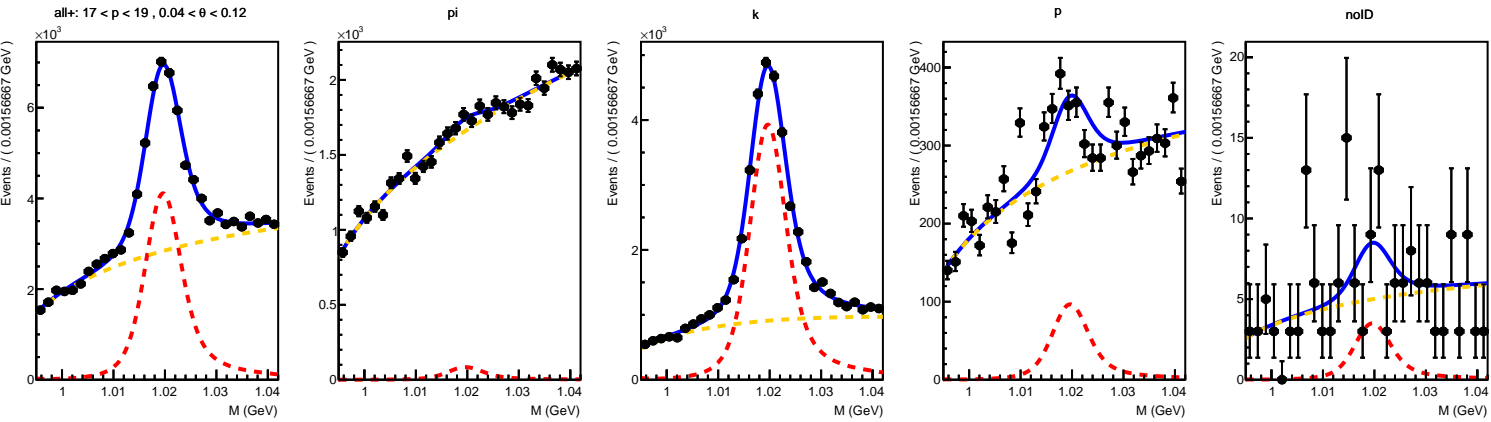 all+: 17 < p < 19 , 0.04 < θ < 0.12
×10³
Events / ( 0.00156667 GeV )
6
4
2
0
1 1.01 1.02 1.03 1.04
M (GeV)
pi
×10³
Events / ( 0.00156667 GeV )
2
1.5
1
0.5
0
1 1.01 1.02 1.03 1.04
M (GeV)
k
×10³
Events / ( 0.00156667 GeV )
4
2
0
1 1.01 1.02 1.03 1.04
M (GeV)
p
Events / ( 0.00156667 GeV )
400
300
200
100
0
1 1.01 1.02 1.03 1.04
M (GeV)
noID
Events / ( 0.00156667 GeV )
20
15
10
5
0
1 1.01 1.02 1.03 1.04
M (GeV)